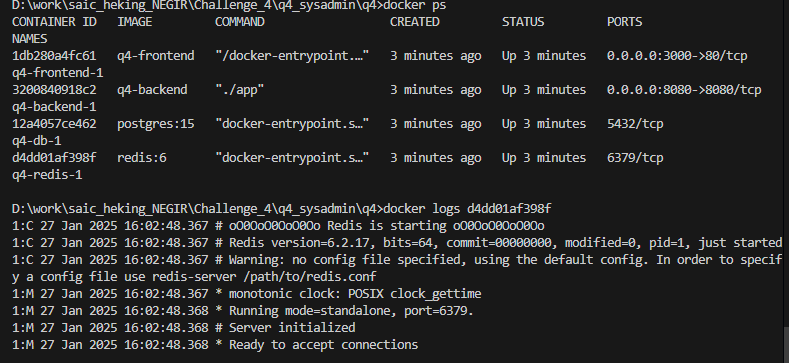 D:\work\saic_heking_NEGIR\Challenge_4\q4_sysadmin\q4>docker ps
CONTAINER ID   IMAGE         COMMAND                  CREATED         STATUS         PORTS
NAMES
1db280a4fc61   q4-frontend   "/docker-entrypoint.…"   3 minutes ago   Up 3 minutes   0.0.0.0:3000->80/tcp
q4-frontend-1
3200840918c2   q4-backend    "./app"                  3 minutes ago   Up 3 minutes   0.0.0.0:8080->8080/tcp
q4-backend-1
12a4057ce462   postgres:15   "docker-entrypoint.s…"   3 minutes ago   Up 3 minutes   5432/tcp
q4-db-1
d4dd01af398f   redis:6       "docker-entrypoint.s…"   3 minutes ago   Up 3 minutes   6379/tcp
q4-redis-1
D:\work\saic_heking_NEGIR\Challenge_4\q4_sysadmin\q4>docker logs d4dd01af398f
1:C 27 Jan 2025 16:02:48.367 # oO0OoO0OoO0Oo Redis is starting oO0OoO0OoO0Oo
1:C 27 Jan 2025 16:02:48.367 # Redis version=6.2.17, bits=64, commit=00000000, modified=0, pid=1, just started
1:C 27 Jan 2025 16:02:48.367 # Warning: no config file specified, using the default config. In order to specif
y a config file use redis-server /path/to/redis.conf
1:M 27 Jan 2025 16:02:48.367 * monotonic clock: POSIX clock_gettime
1:M 27 Jan 2025 16:02:48.368 * Running mode=standalone, port=6379.
1:M 27 Jan 2025 16:02:48.368 # Server initialized
1:M 27 Jan 2025 16:02:48.368 * Ready to accept connections